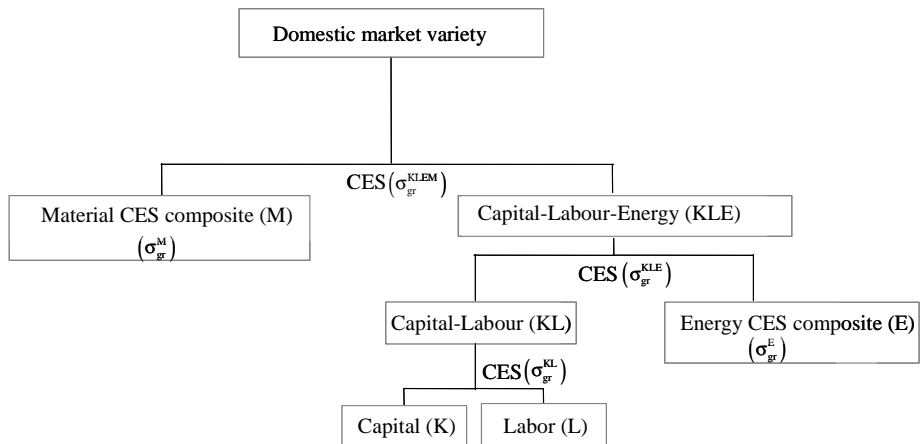 Domestic market variety
CES(σ_gr^KLEM)
Material CES composite (M)
(σ_gr^M)
Capital-Labour-Energy (KLE)
CES(σ_gr^KLE)
Capital-Labour (KL)
Energy CES composite (E)
(σ_gr^E)
CES(σ_gr^KL)
Capital (K)
Labor (L)